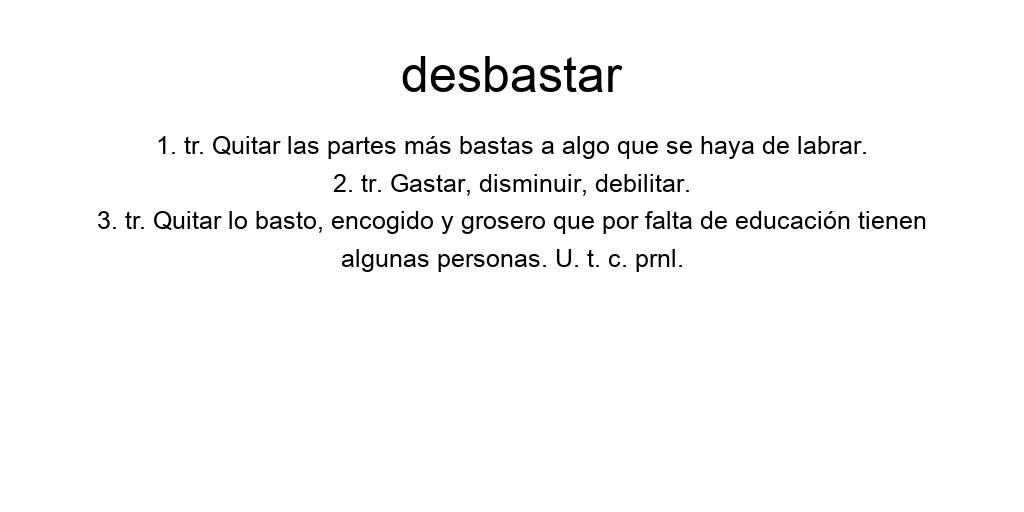 desbastar
1. tr. Quitar las partes más bastas a algo que se haya de labrar.
2. tr. Gastar, disminuir, debilitar.
3. tr. Quitar lo basto, encogido y grosero que por falta de educación tienen
algunas personas. U. t. c. prnl.